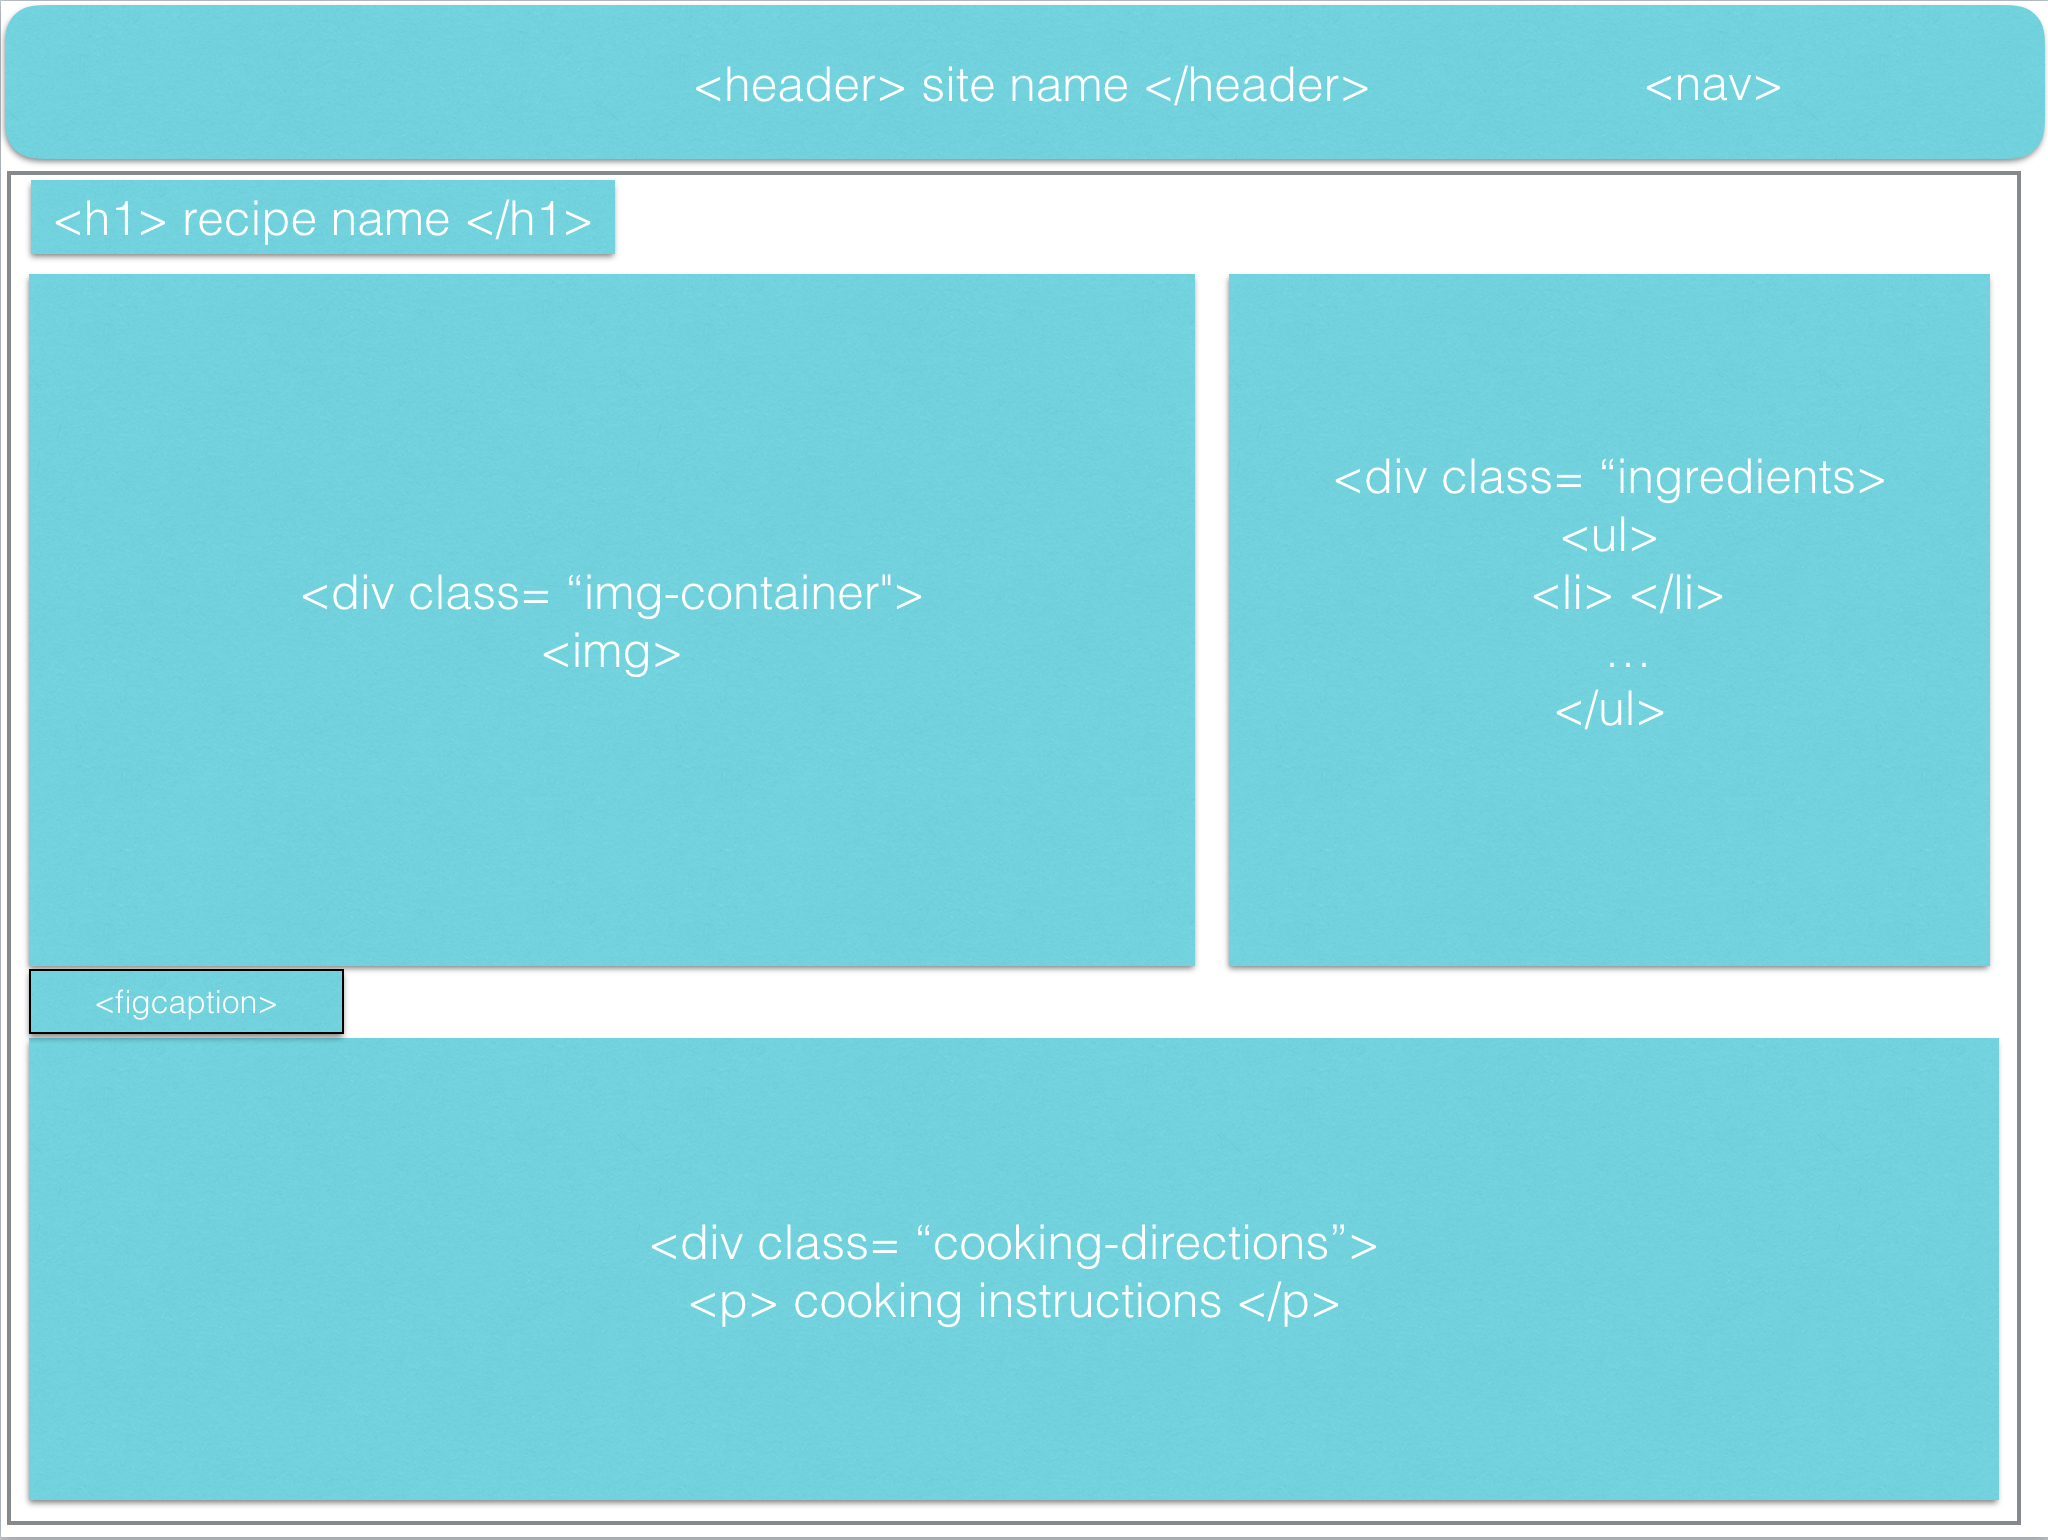 <header> site name </header> <nav>
<h1> recipe name </h1>
<div class= “img-container">
<img>
<div class= “ingredients>
<ul>
<li> </li>
…
</ul>
<figcaption>
<div class= “cooking-directions”>
<p> cooking instructions </p>